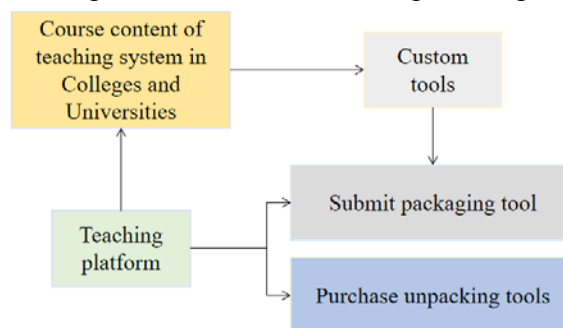 Course content of
teaching system in
Colleges and
Universities
Custom
tools
Submit packaging tool
Teaching
platform
Purchase unpacking tools